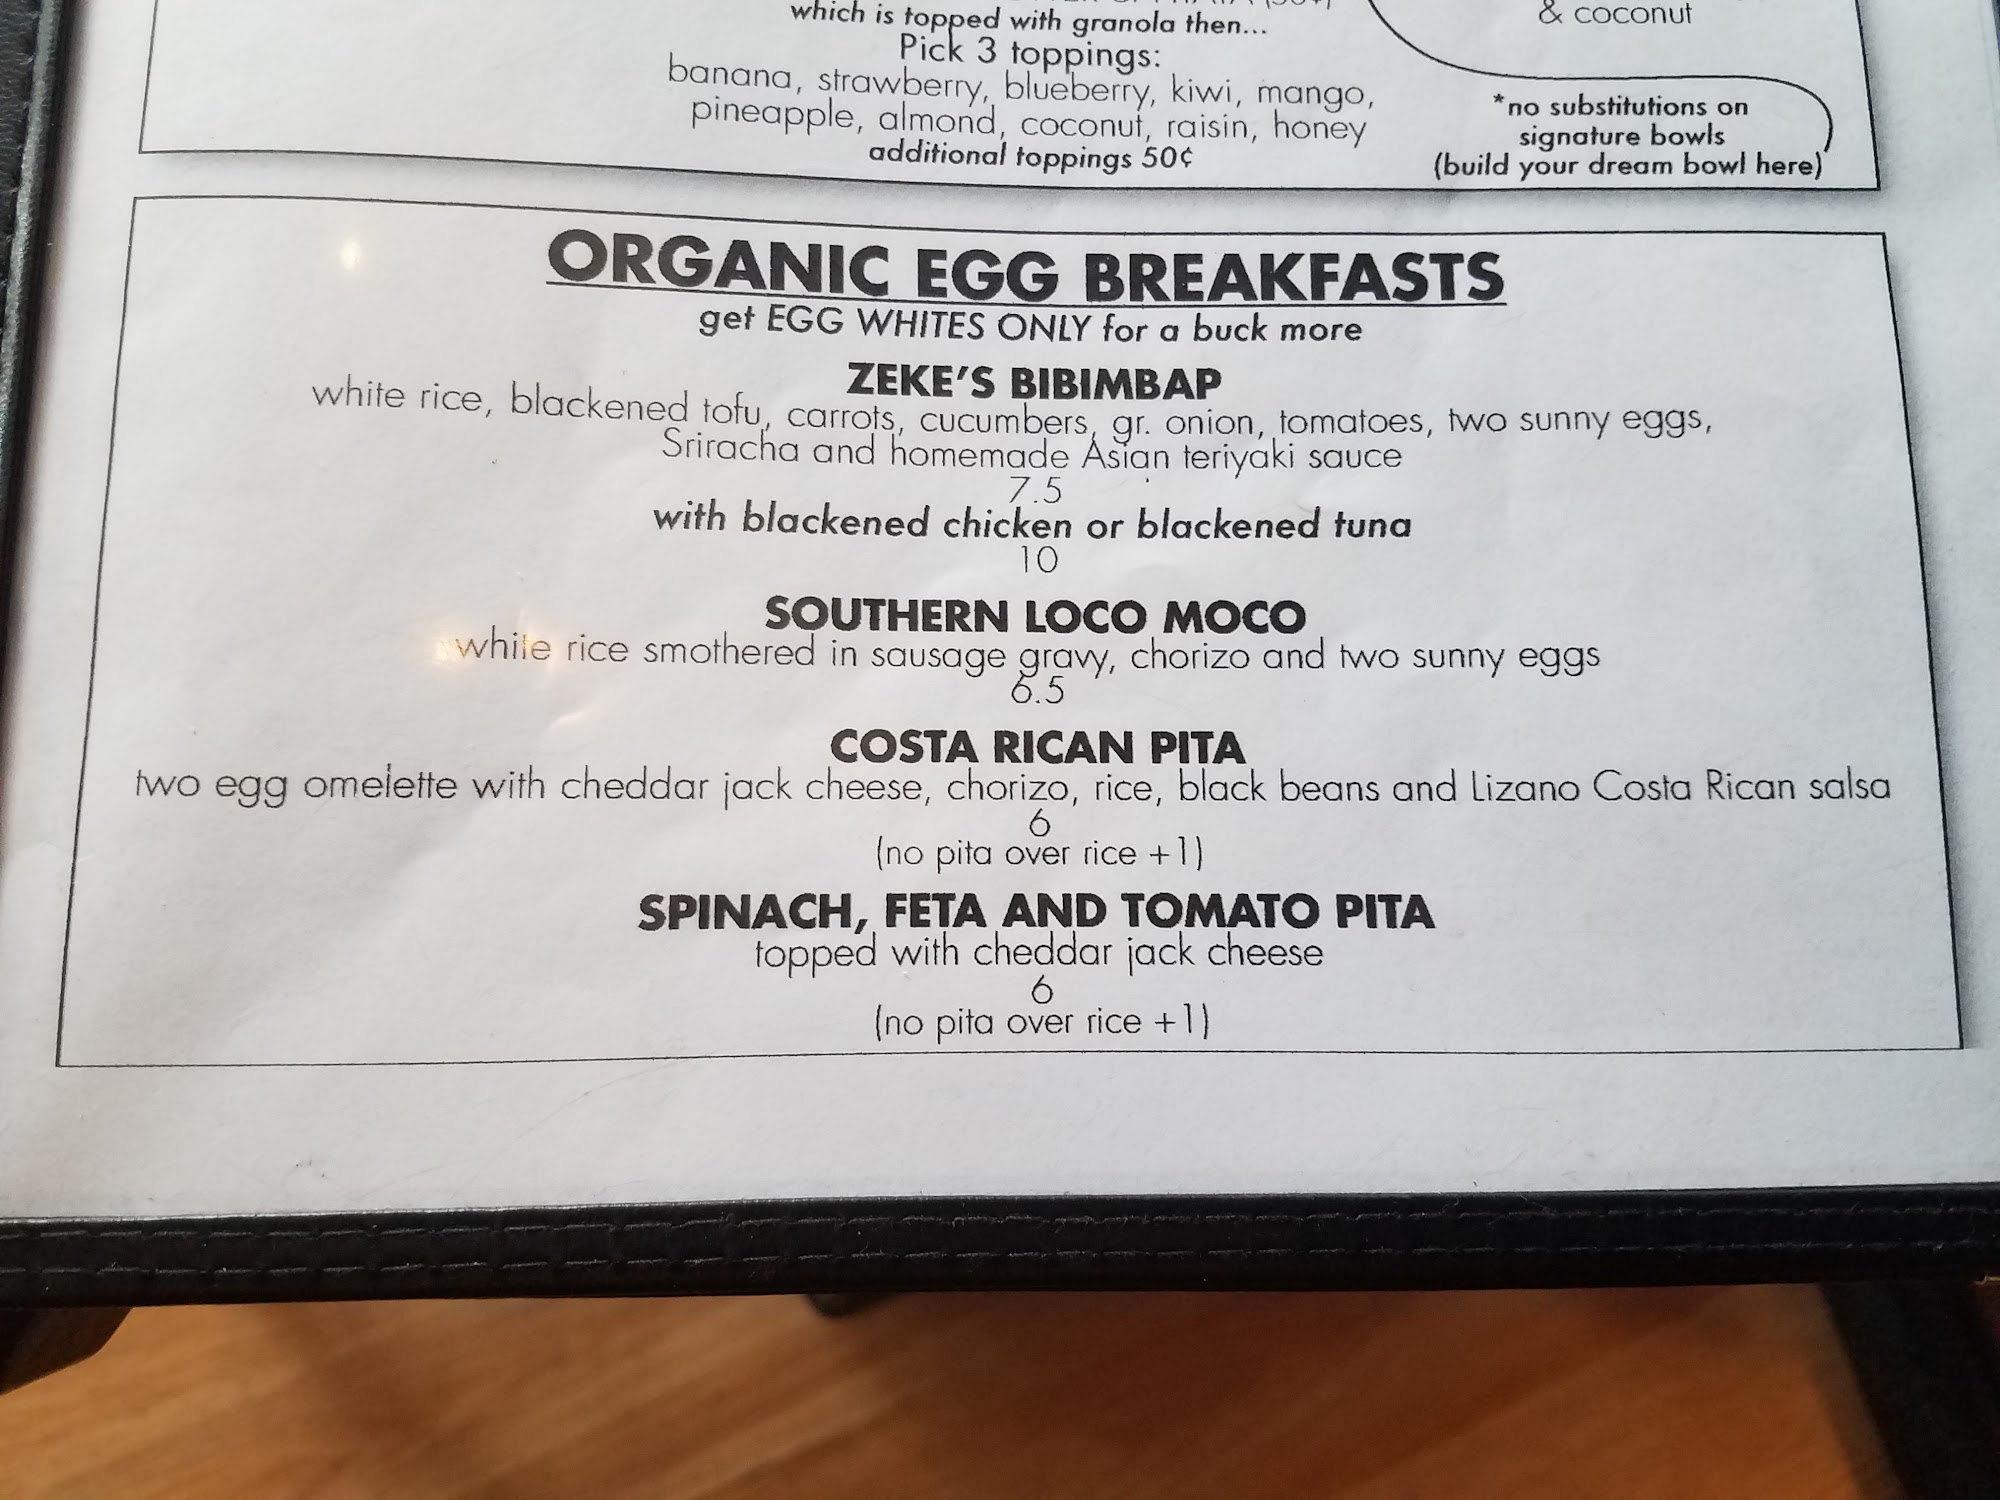 which is topped with granola then...
Pick 3 toppings:
banana, strawberry, blueberry, kiwi, mango,
pineapple, almond, coconut, raisin, honey
additional toppings 50¢
& coconut
*no substitutions on
signature bowls
(build your dream bowl here)
ORGANIC EGG BREAKFASTS
get EGG WHITES ONLY for a buck more
ZEKE'S BIBIMBAP
white rice, blackened tofu, carrots, cucumbers, gr. onion, tomatoes, two sunny eggs,
Sriracha and homemade Asian teriyaki sauce
7.5
with blackened chicken or blackened tuna
10
SOUTHERN LOCO MOCO
white rice smothered in sausage gravy, chorizo and two sunny eggs
6.5
COSTA RICAN PITA
two egg omelette with cheddar jack cheese, chorizo, rice, black beans and Lizano Costa Rican salsa
6
(no pita over rice +1)
SPINACH, FETA AND TOMATO PITA
topped with cheddar jack cheese
6
(no pita over rice +1)